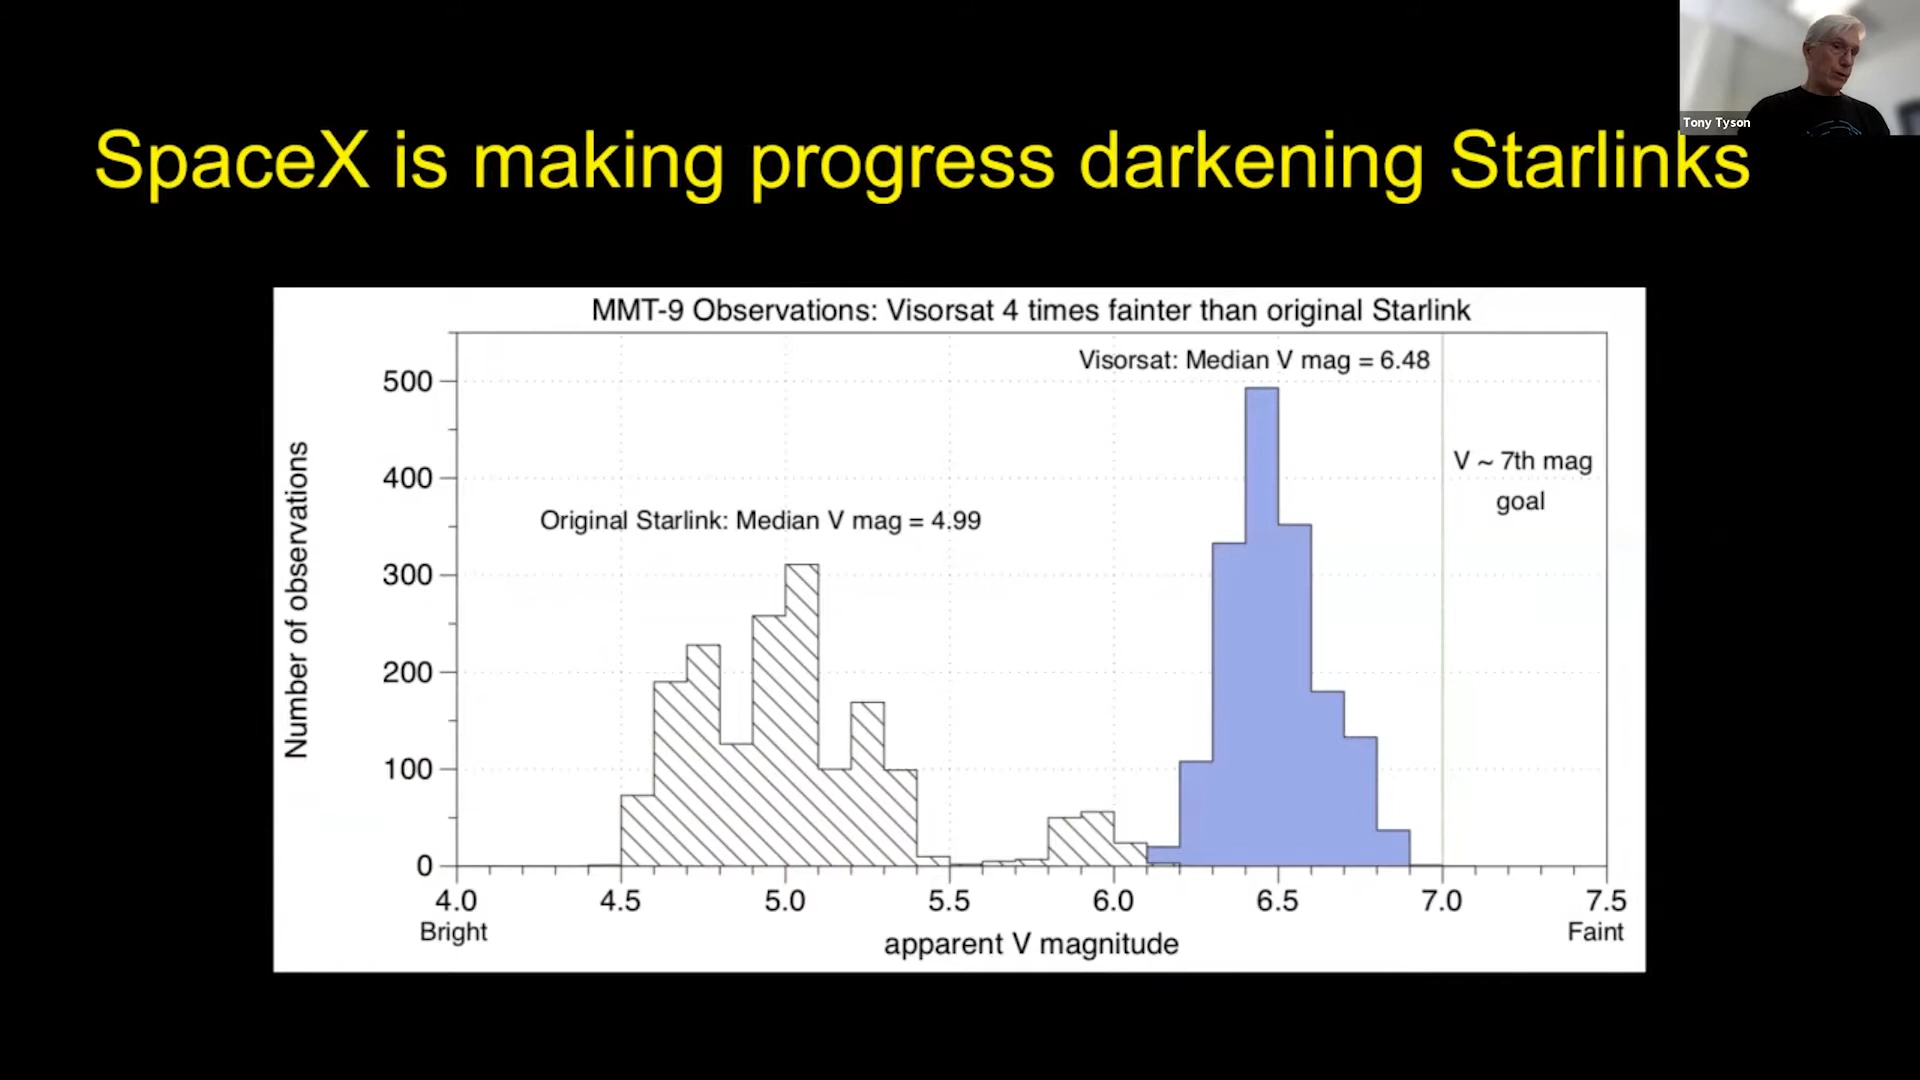 Tony Tyson
SpaceX is making progress darkening Starlinks
MMT-9 Observations: Visorsat 4 times fainter than original Starlink
Visorsat: Median V mag = 6.48
V ~ 7th mag
goal
Original Starlink: Median V mag = 4.99
Number of observations
500
400
300
200
100
0
4.0 4.5 5.0 5.5 6.0 6.5 7.0 7.5
Bright Faint
apparent V magnitude